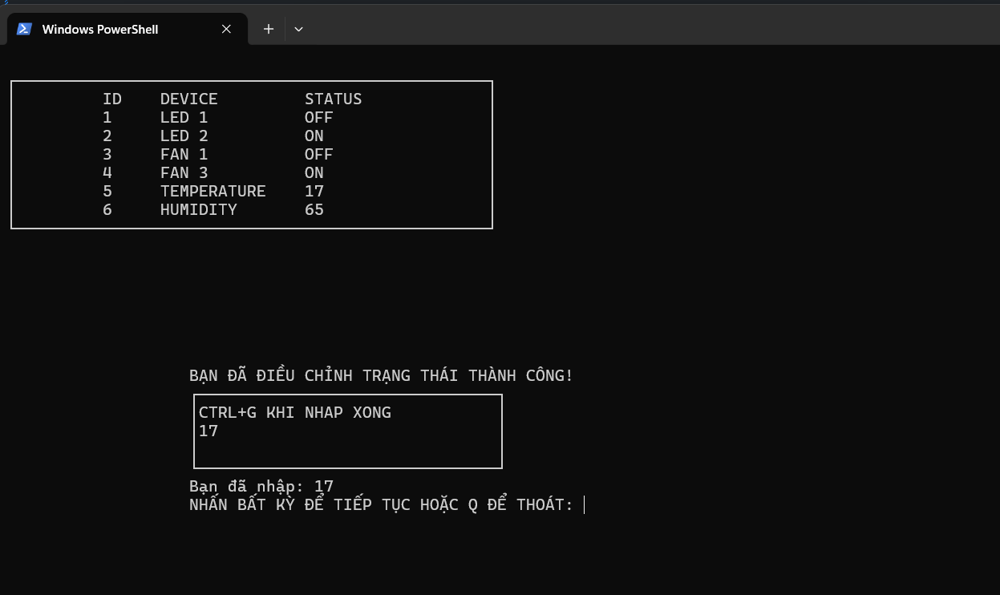 Windows PowerShell
ID DEVICE STATUS
1 LED 1 OFF
2 LED 2 ON
3 FAN 1 OFF
4 FAN 3 ON
5 TEMPERATURE 17
6 HUMIDITY 65
BẠN ĐÃ ĐIỀU CHỈNH TRẠNG THÁI THÀNH CÔNG!
CTRL+G KHI NHAP XONG
17
Bạn đã nhập: 17
NHẤN BẤT KỲ ĐỂ TIẾP TỤC HOẶC Q ĐỂ THOÁT: